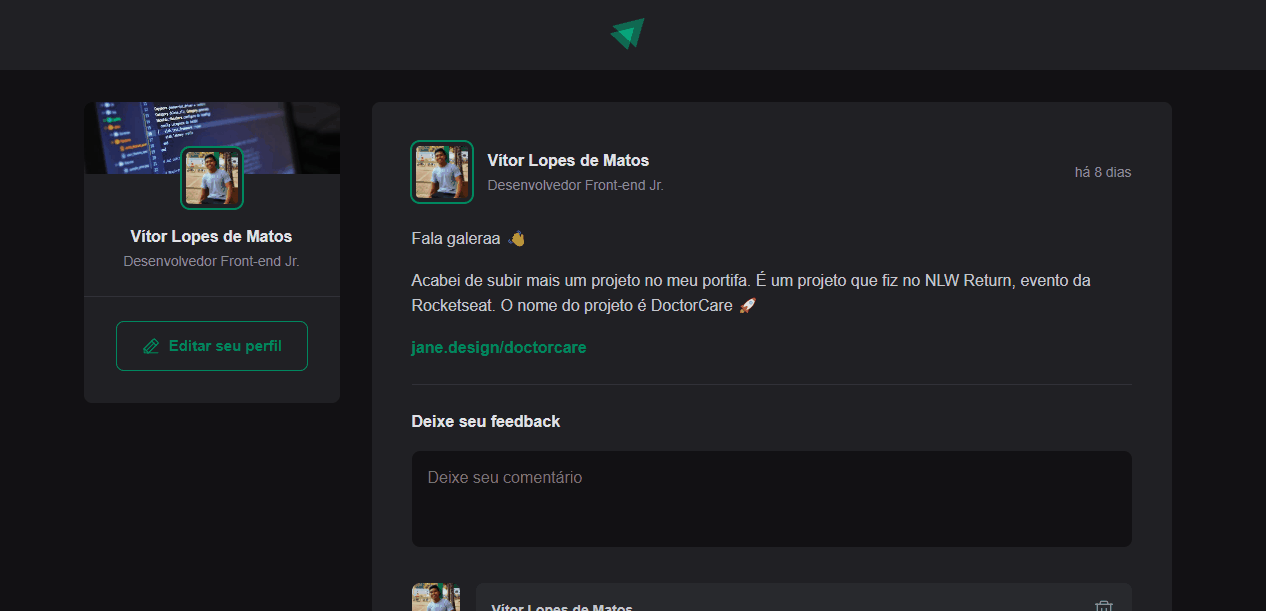 Vítor Lopes de Matos
Desenvolvedor Front-end Jr.
Editar seu perfil
Vítor Lopes de Matos
Desenvolvedor Front-end Jr.
há 8 dias
Fala galeraa 👋
Acabei de subir mais um projeto no meu portifa. É um projeto que fiz no NLW Return, evento da
Rocketseat. O nome do projeto é DoctorCare 🚀
jane.design/doctorcare
Deixe seu feedback
Deixe seu comentário
Vítor Lopes de Matos